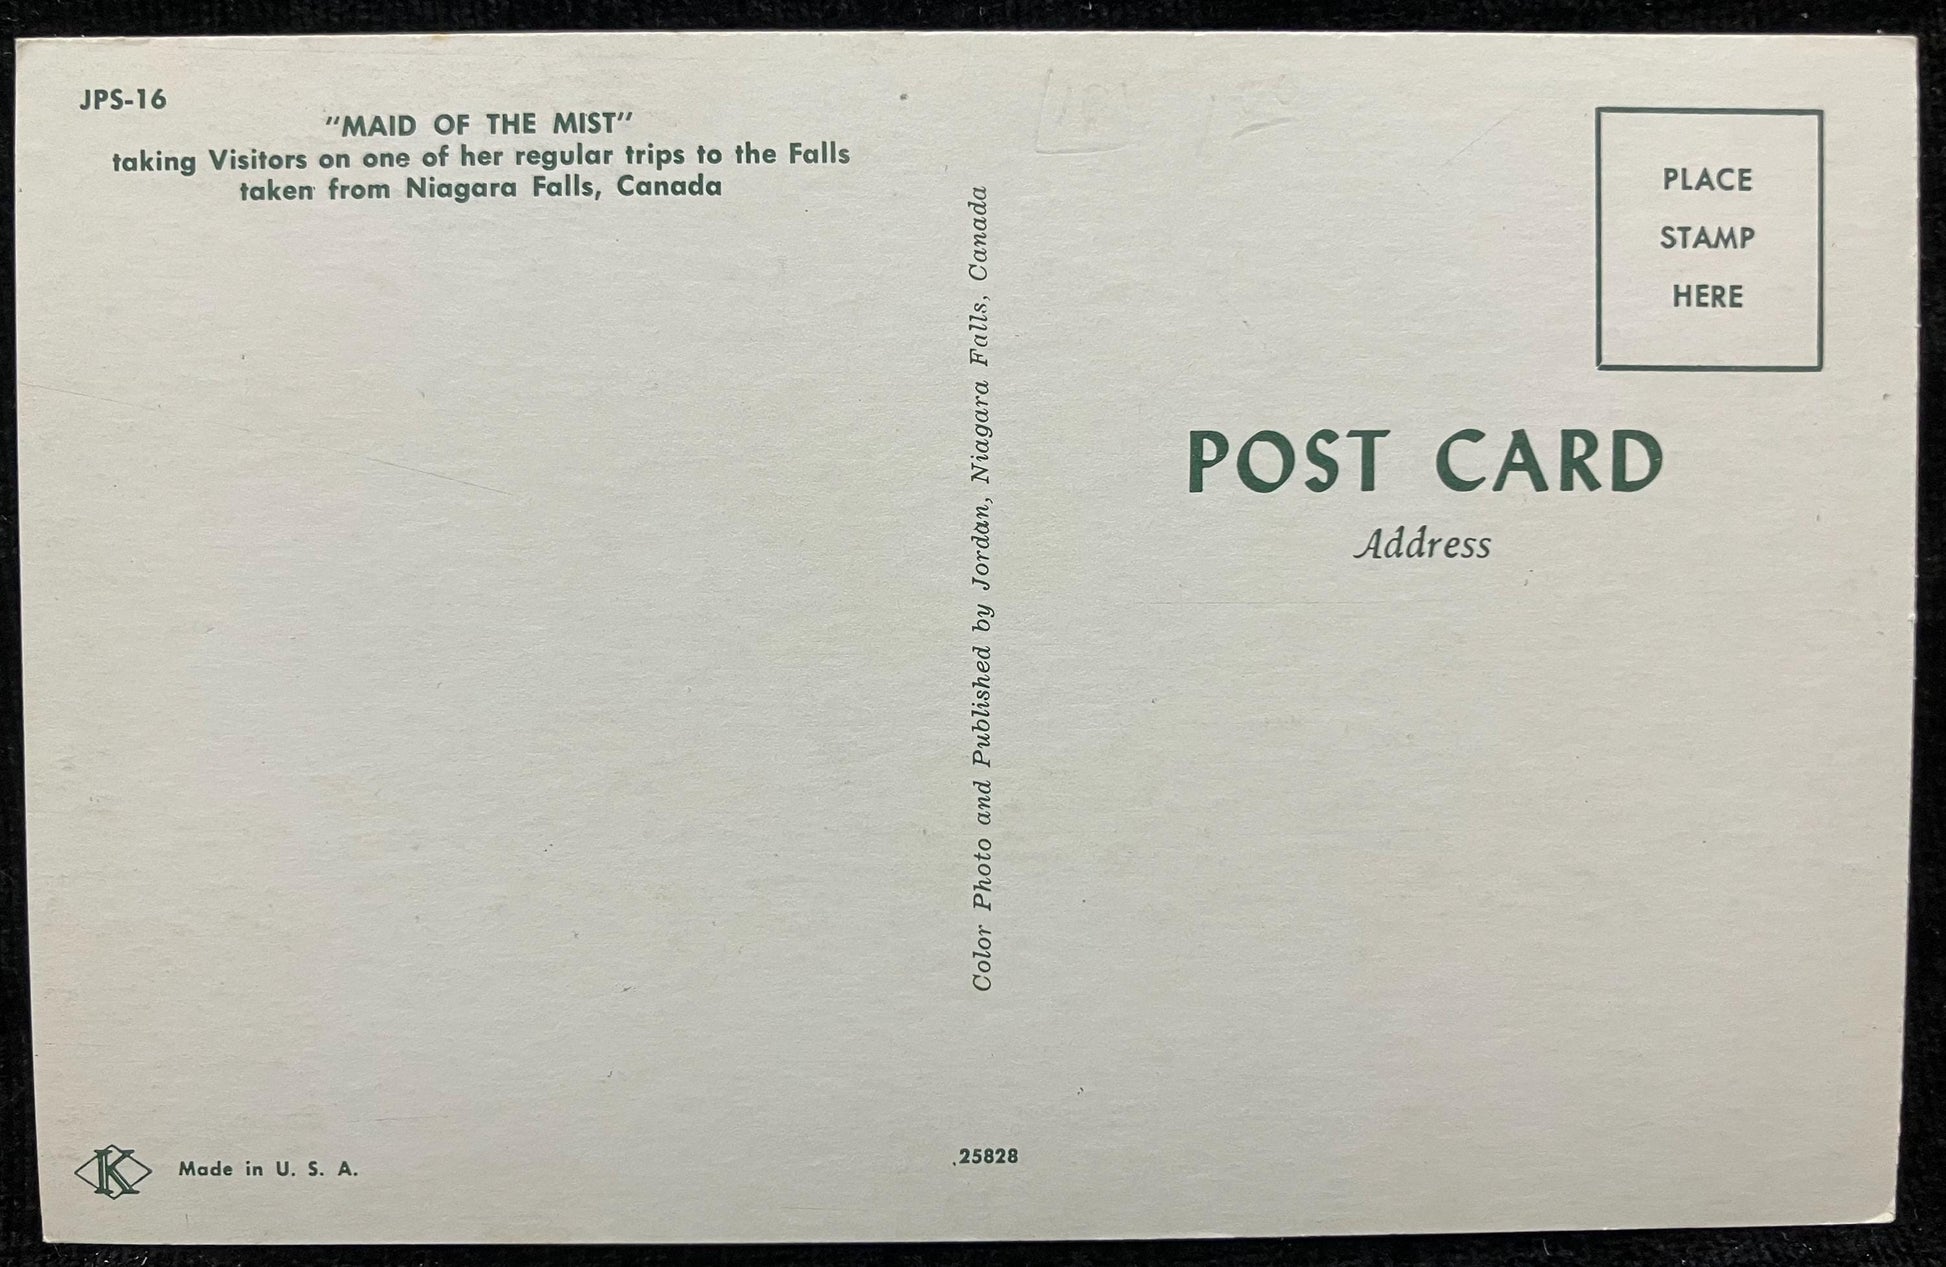 JPS-16
"MAID OF THE MIST"
taking Visitors on one of her regular trips to the Falls
taken from Niagara Falls, Canada
Color Photo and Published by Jordan, Niagara Falls, Canada
PLACE
STAMP
HERE
POST CARD
Address
K
Made in U. S. A.
.25828